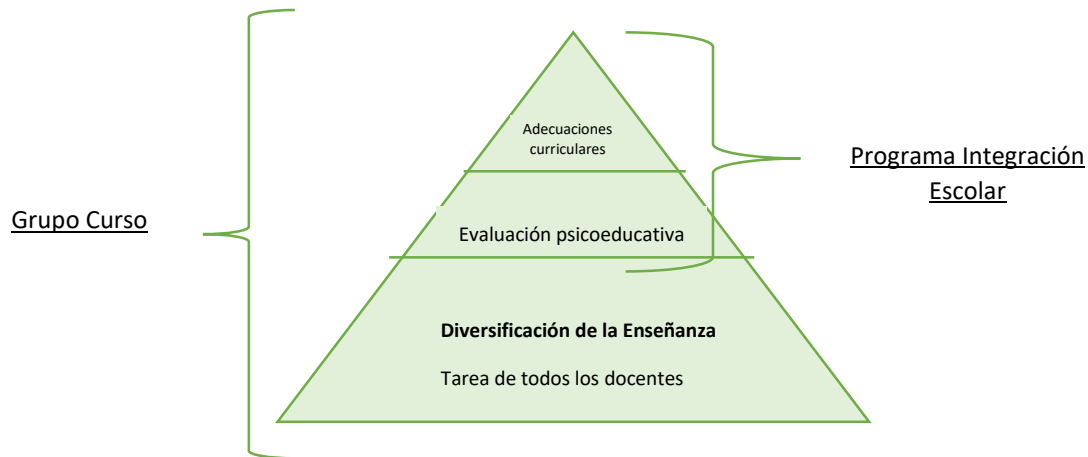 Adecuaciones
curriculares
Programa Integración
Escolar
Grupo Curso
Evaluación psicoeducativa
Diversificación de la Enseñanza
Tarea de todos los docentes